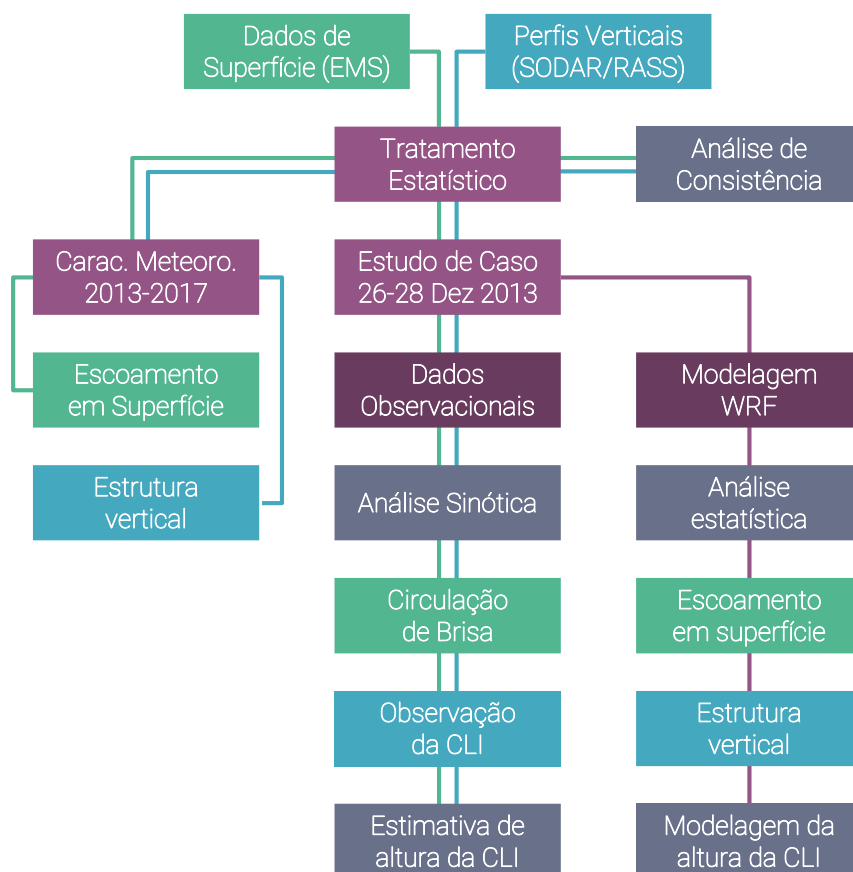 Dados de
Superfície (EMS)
Perfis Verticais
(SODAR/RASS)
Tratamento
Estatístico
Análise de
Consistência
Carac. Meteoro.
2013-2017
Estudo de Caso
26-28 Dez 2013
Escoamento
em Superfície
Dados
Observacionais
Modelagem
WRF
Estrutura
vertical
Análise Sinótica
Análise
estatística
Circulação
de Brisa
Escoamento
em superfície
Observação
da CLI
Estrutura
vertical
Estimativa de
altura da CLI
Modelagem da
altura da CLI